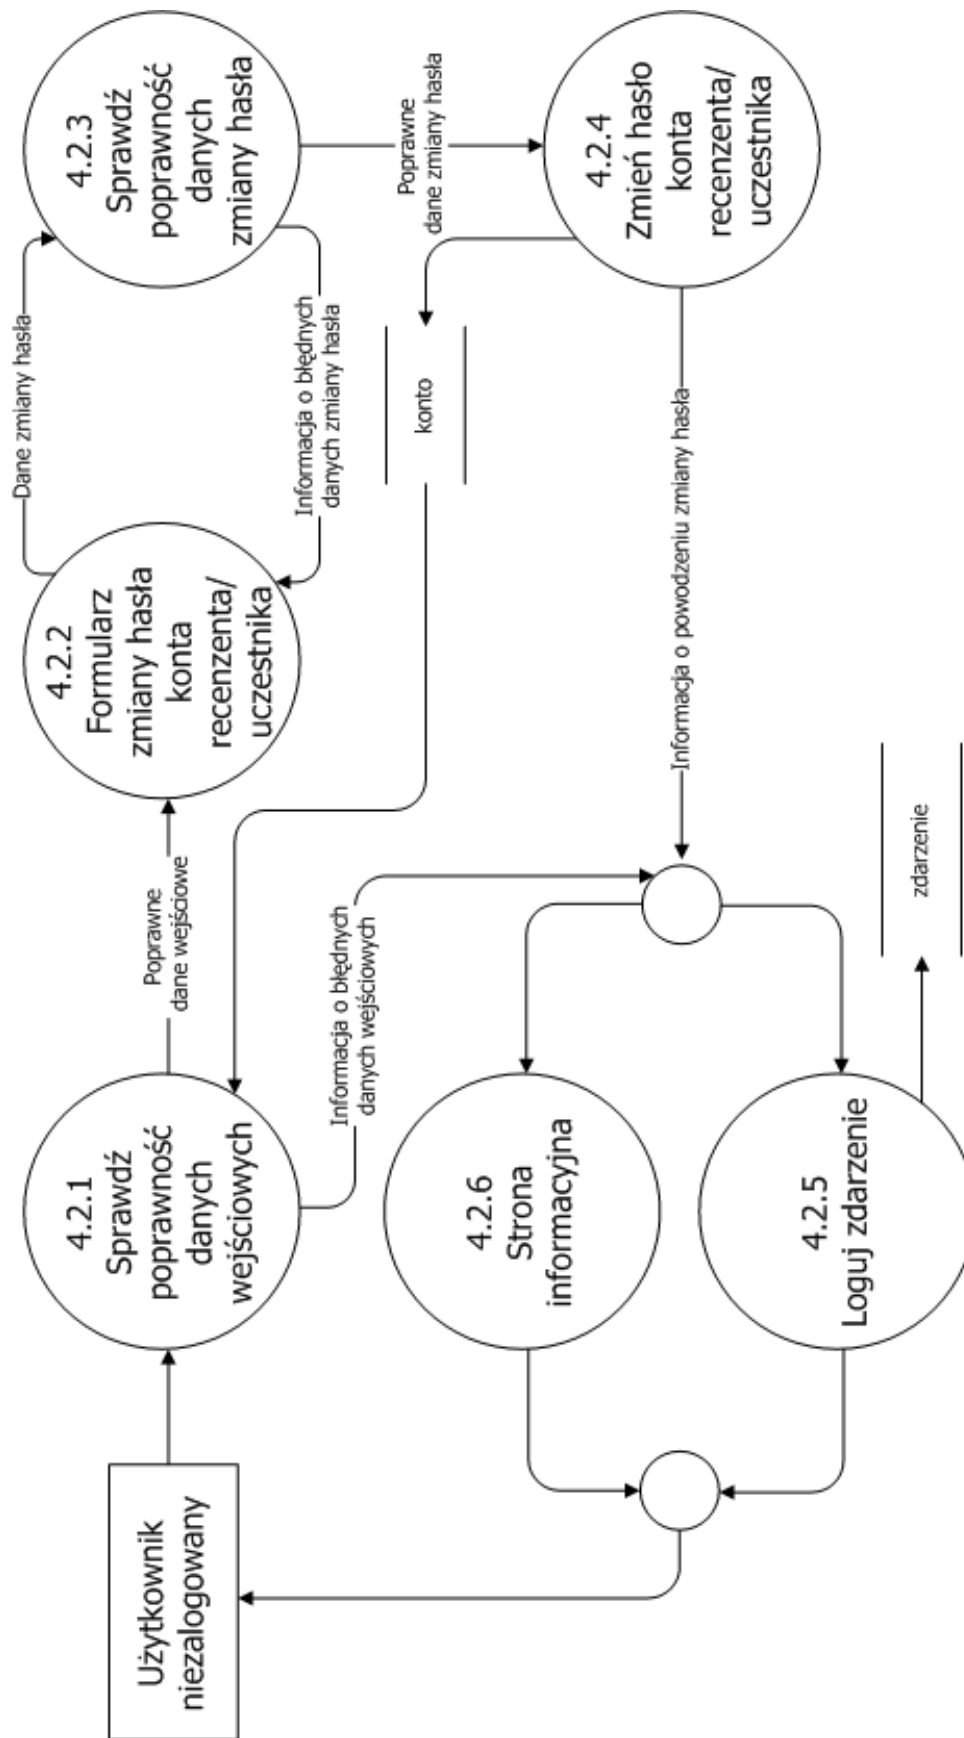 Użytkownik
niezalogowany
4.2.1
Sprawdź
poprawność
danych
wejściowych
Poprawne
dane wejściowe
4.2.2
Formularz
zmiany hasła
konta
recenzenta/
uczestnika
Dane zmiany hasła
4.2.3
Sprawdź
poprawność
danych
zmiany hasła
Informacja o błędnych
danych zmiany hasła
Poprawne
dane zmiany hasła
4.2.4
Zmień hasło
konta
recenzenta/
uczestnika
konto
Informacja o błędnych
danych wejściowych
Informacja o powodzeniu zmiany hasła
4.2.6
Strona
informacyjna
4.2.5
Loguj zdarzenie
zdarzenie